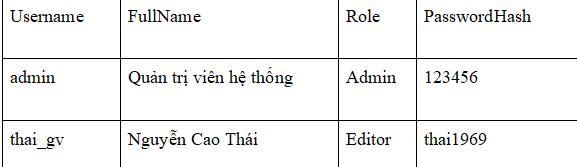 Username FullName Role PasswordHash
admin Quản trị viên hệ thống Admin 123456
thai_gv Nguyễn Cao Thái Editor thai1969